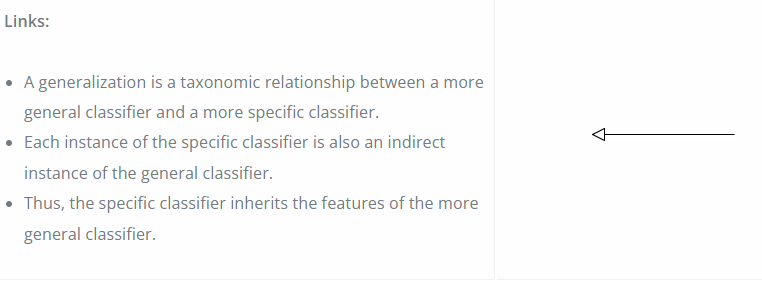 Links:
• A generalization is a taxonomic relationship between a more
general classifier and a more specific classifier.
• Each instance of the specific classifier is also an indirect
instance of the general classifier.
• Thus, the specific classifier inherits the features of the more
general classifier.